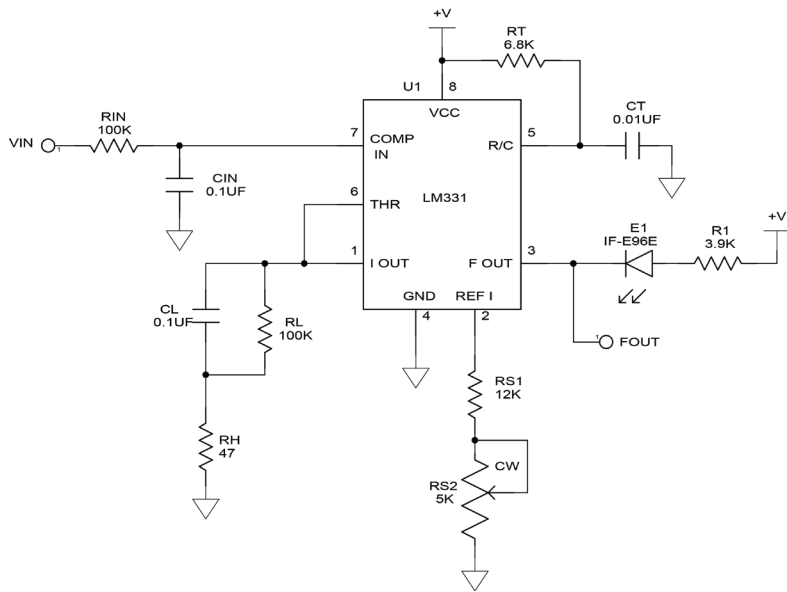 +V
RT
6.8K
U1
8
VCC
CT
0.01UF
RIN
100K
VIN
1
7
COMP
IN
5
R/C
CIN
0.1UF
6
THR
LM331
+V
E1
IF-E96E
R1
3.9K
1
I OUT
3
F OUT
CL
0.1UF
RL
100K
GND
REF I
4
2
1
FOUT
RS1
12K
RH
47
CW
RS2
5K